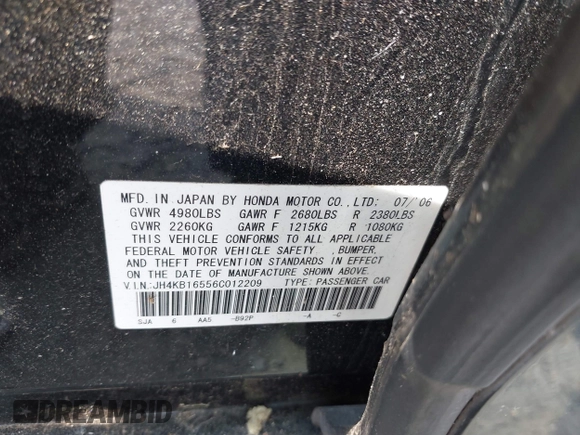 MFD. IN JAPAN BY HONDA MOTOR CO., LTD: 07/'06
GVWR 4980LBS GAWR F 2680LBS R 2380LBS
GVWR 2260KG GAWR F 1215KG R 1080KG
THIS VEHICLE CONFORMS TO ALL APPLICABLE
FEDERAL MOTOR VEHICLE SAFETY , BUMPER,
AND THEFT PREVENTION STANDARDS IN EFFECT
ON THE DATE OF MANUFACTURE SHOWN ABOVE.
V.I.N.:JH4KB16556C012209 TYPE: PASSENGER CAR
SJA 6 AAS -B92P -A -C
DREAMBID